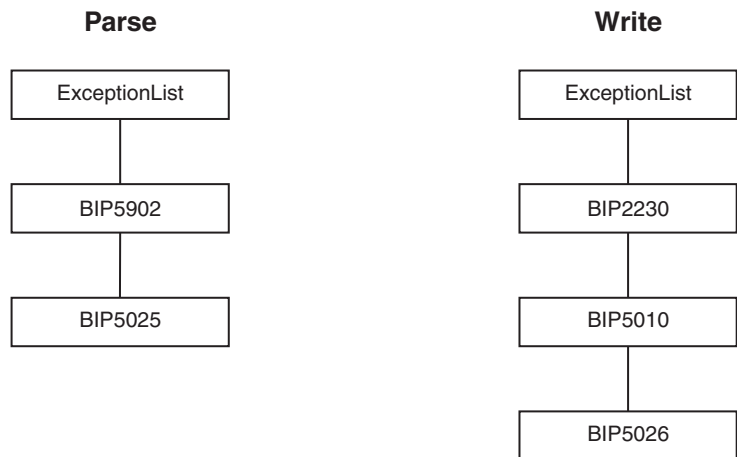 Parse
ExceptionList
BIP5902
BIP5025
Write
ExceptionList
BIP2230
BIP5010
BIP5026